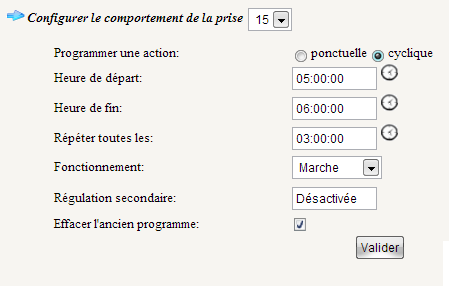 Configurer le comportement de la prise 15
Programmer une action: ponctuelle cyclique
Heure de départ: 05:00:00
Heure de fin: 06:00:00
Répéter toutes les: 03:00:00
Fonctionnement: Marche
Régulation secondaire: Désactivée
Effacer l'ancien programme:
Valider